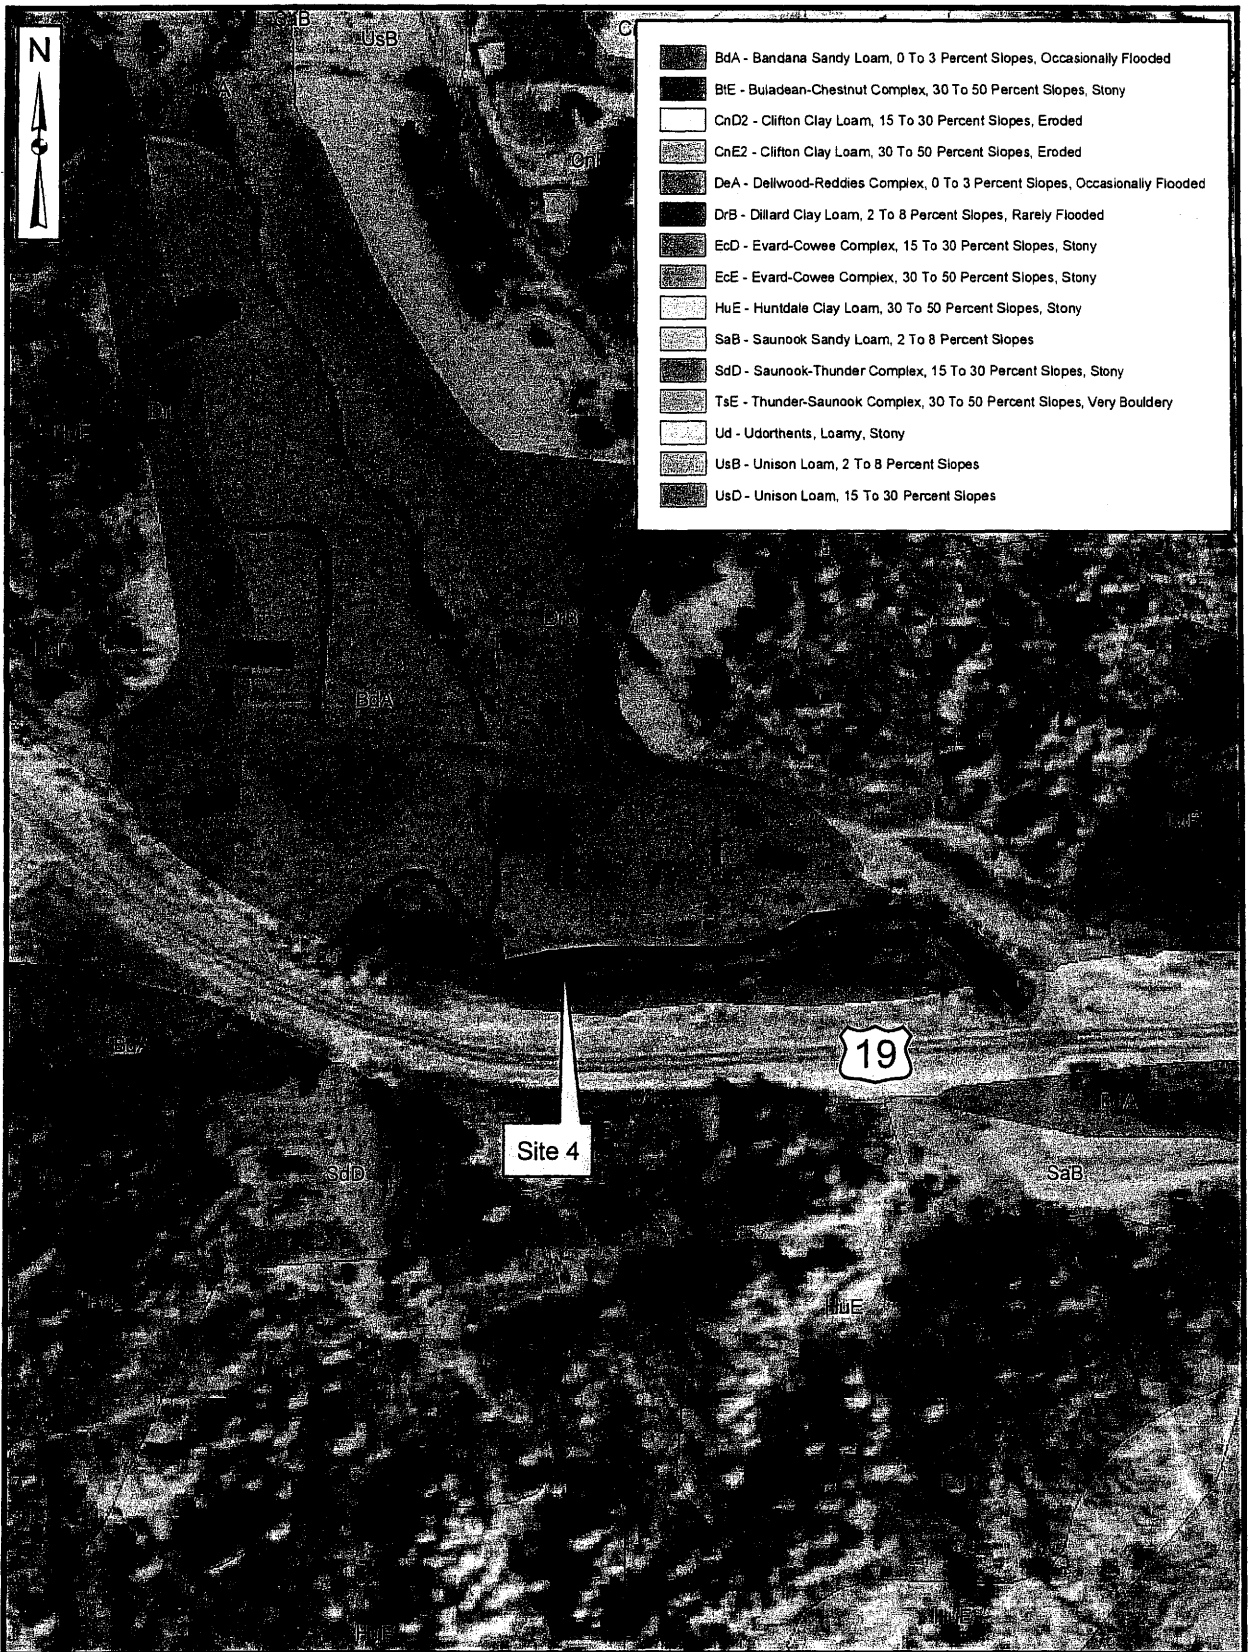 N
SaB
UsB
BdA - Bandana Sandy Loam, 0 To 3 Percent Slopes, Occasionally Flooded
BtE - Buladean-Chestnut Complex, 30 To 50 Percent Slopes, Stony
CnD2 - Clifton Clay Loam, 15 To 30 Percent Slopes, Eroded
CnE2 - Clifton Clay Loam, 30 To 50 Percent Slopes, Eroded
DeA - Dellwood-Reddies Complex, 0 To 3 Percent Slopes, Occasionally Flooded
DrB - Dillard Clay Loam, 2 To 8 Percent Slopes, Rarely Flooded
EcD - Evard-Cowee Complex, 15 To 30 Percent Slopes, Stony
EcE - Evard-Cowee Complex, 30 To 50 Percent Slopes, Stony
HuE - Huntdale Clay Loam, 30 To 50 Percent Slopes, Stony
SaB - Saunook Sandy Loam, 2 To 8 Percent Slopes
SdD - Saunook-Thunder Complex, 15 To 30 Percent Slopes, Stony
TsE - Thunder-Saunook Complex, 30 To 50 Percent Slopes, Very Bouldery
Ud - Udorthents, Loamy, Stony
UsB - Unison Loam, 2 To 8 Percent Slopes
UsD - Unison Loam, 15 To 30 Percent Slopes
DrB
BdA
19
Site 4
SdD
SaB
HuE
HuE